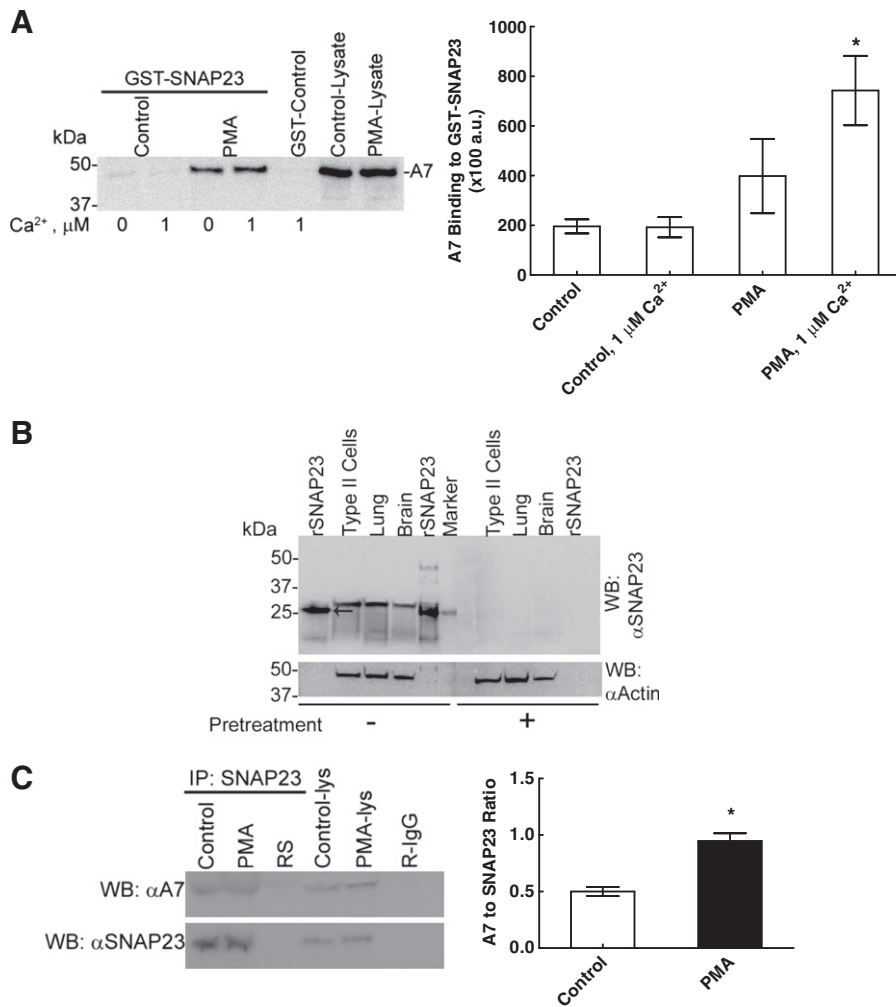 A
GST-SNAP23
Control
PMA
GST-Control
Control-Lysate
PMA-Lysate
kDa
50-
37-
-A7
Ca²⁺ , μM 0 1 0 1 1
A7 Binding to GST-SNAP23
(x100 a.u.)
1000
800
600
400
200
0
*
Control
Control, 1 μM Ca²⁺
PMA
PMA, 1 μM Ca²⁺
B
kDa
rSNAP23
Type II Cells
Lung
Brain
rSNAP23
Marker
Type II Cells
Lung
Brain
rSNAP23
50-
37-
25-
WB:
αSNAP23
50-
37-
WB:
αActin
Pretreatment - +
C
IP: SNAP23
Control
PMA
RS
Control-lys
PMA-lys
R-IgG
WB: αA7
WB: αSNAP23
A7 to SNAP23 Ratio
1.5
1.0
0.5
0.0
*
Control
PMA